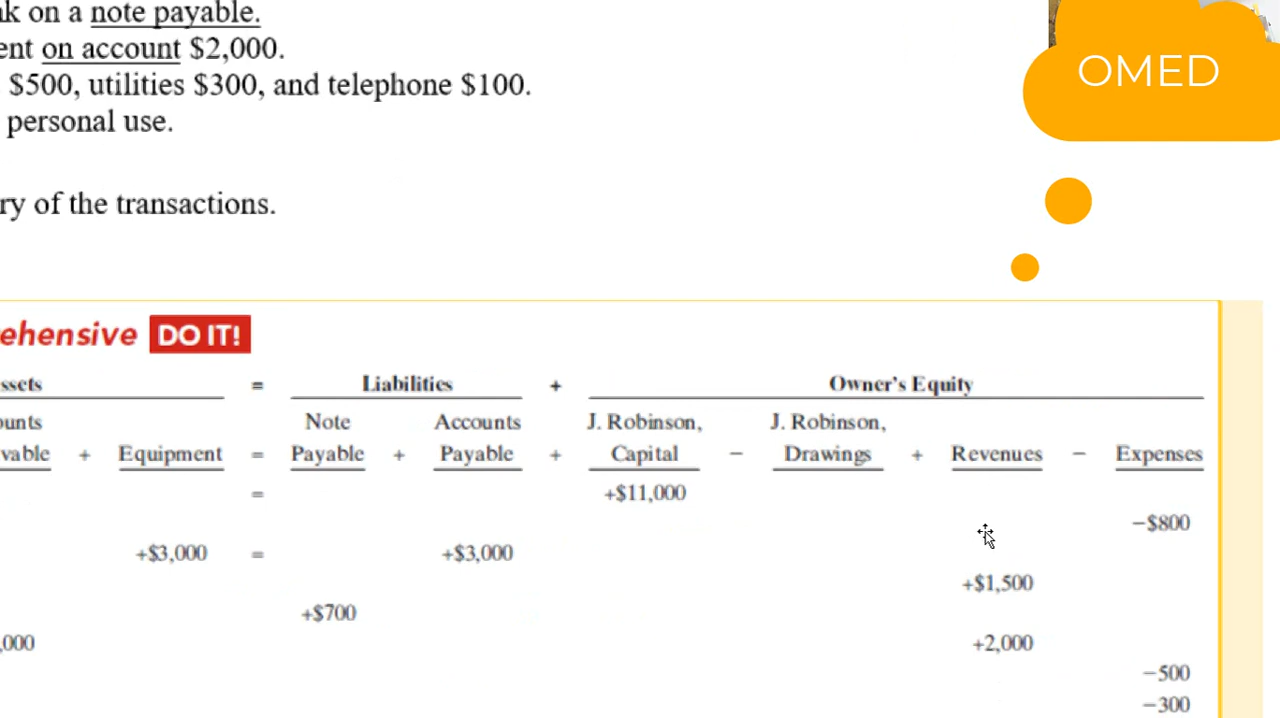 ak on a note payable.
ent on account $2,000.
$500, utilities $300, and telephone $100.
personal use.
OMED
ry of the transactions.
ehensive DO IT!
ssets = Liabilities + Owner's Equity
ounts Note Accounts J. Robinson, J. Robinson,
vable + Equipment = Payable + Payable + Capital − Drawings + Revenues − Expenses
= +$11,000
−$800
+$3,000 = +$3,000
+$1,500
+$700
,000 +2,000
−500
−300